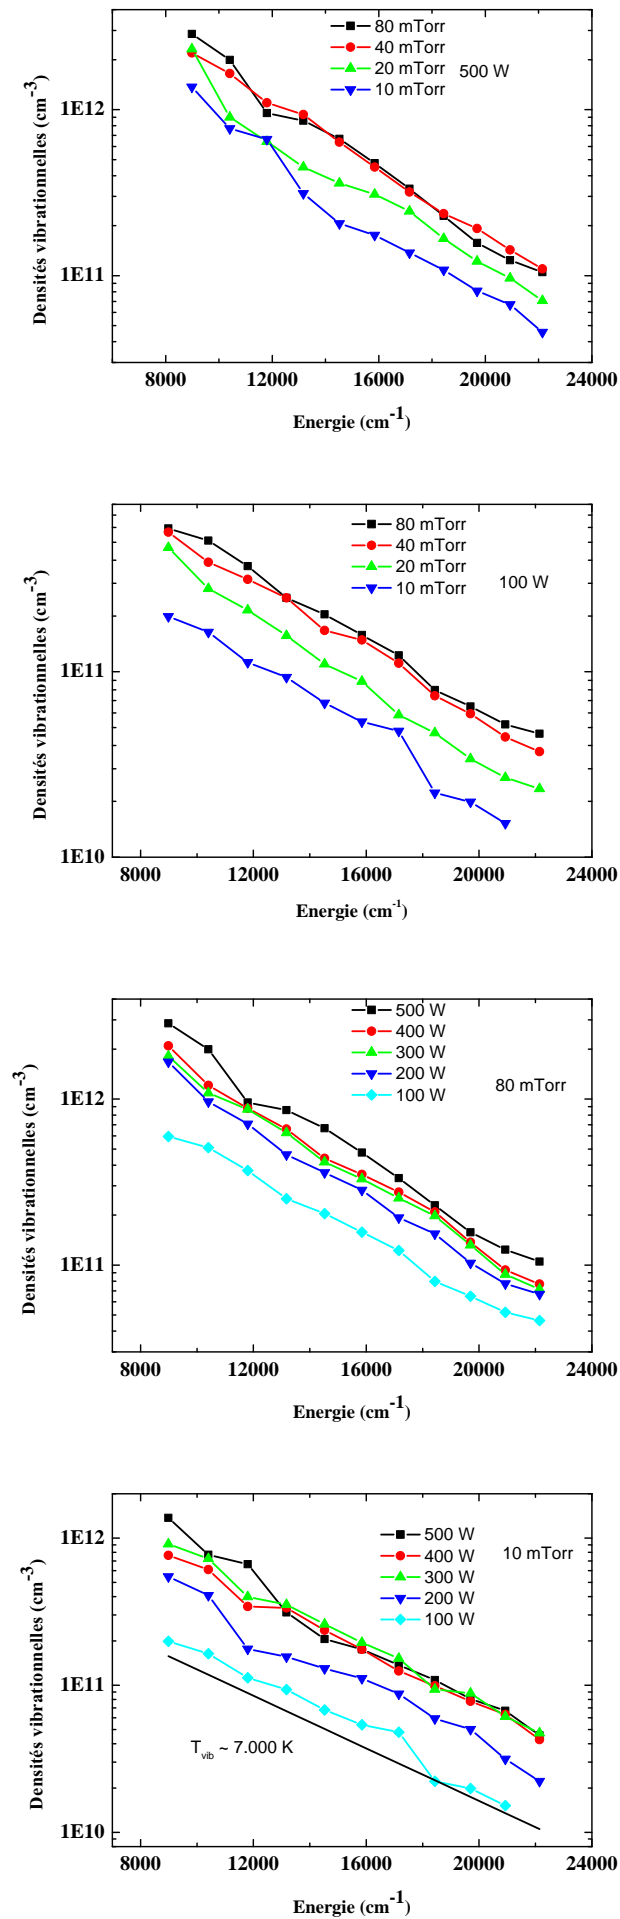 80 mTorr
40 mTorr
20 mTorr
10 mTorr
500 W
Densités vibrationnelles (cm-3)
1E12
1E11
8000 12000 16000 20000 24000
Energie (cm-1)
80 mTorr
40 mTorr
20 mTorr
10 mTorr
100 W
Densités vibrationnelles (cm-3)
1E11
1E10
8000 12000 16000 20000 24000
Energie (cm-1)
500 W
400 W
300 W
200 W
100 W
80 mTorr
Densités vibrationnelles (cm-3)
1E12
1E11
8000 12000 16000 20000 24000
Energie (cm-1)
500 W
400 W
300 W
200 W
100 W
10 mTorr
Densités vibrationnelles (cm-3)
1E12
1E11
1E10
Tvib ~ 7.000 K
8000 12000 16000 20000 24000
Energie (cm-1)